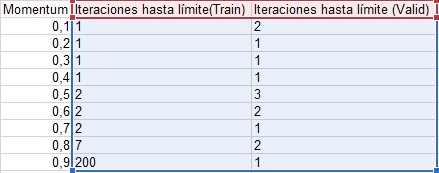 Momentum Iteraciones hasta límite(Train) Iteraciones hasta límite (Valid)
0,1 1 2
0,2 1 1
0,3 1 1
0,4 1 1
0,5 2 3
0,6 2 2
0,7 2 1
0,8 7 2
0,9 200 1